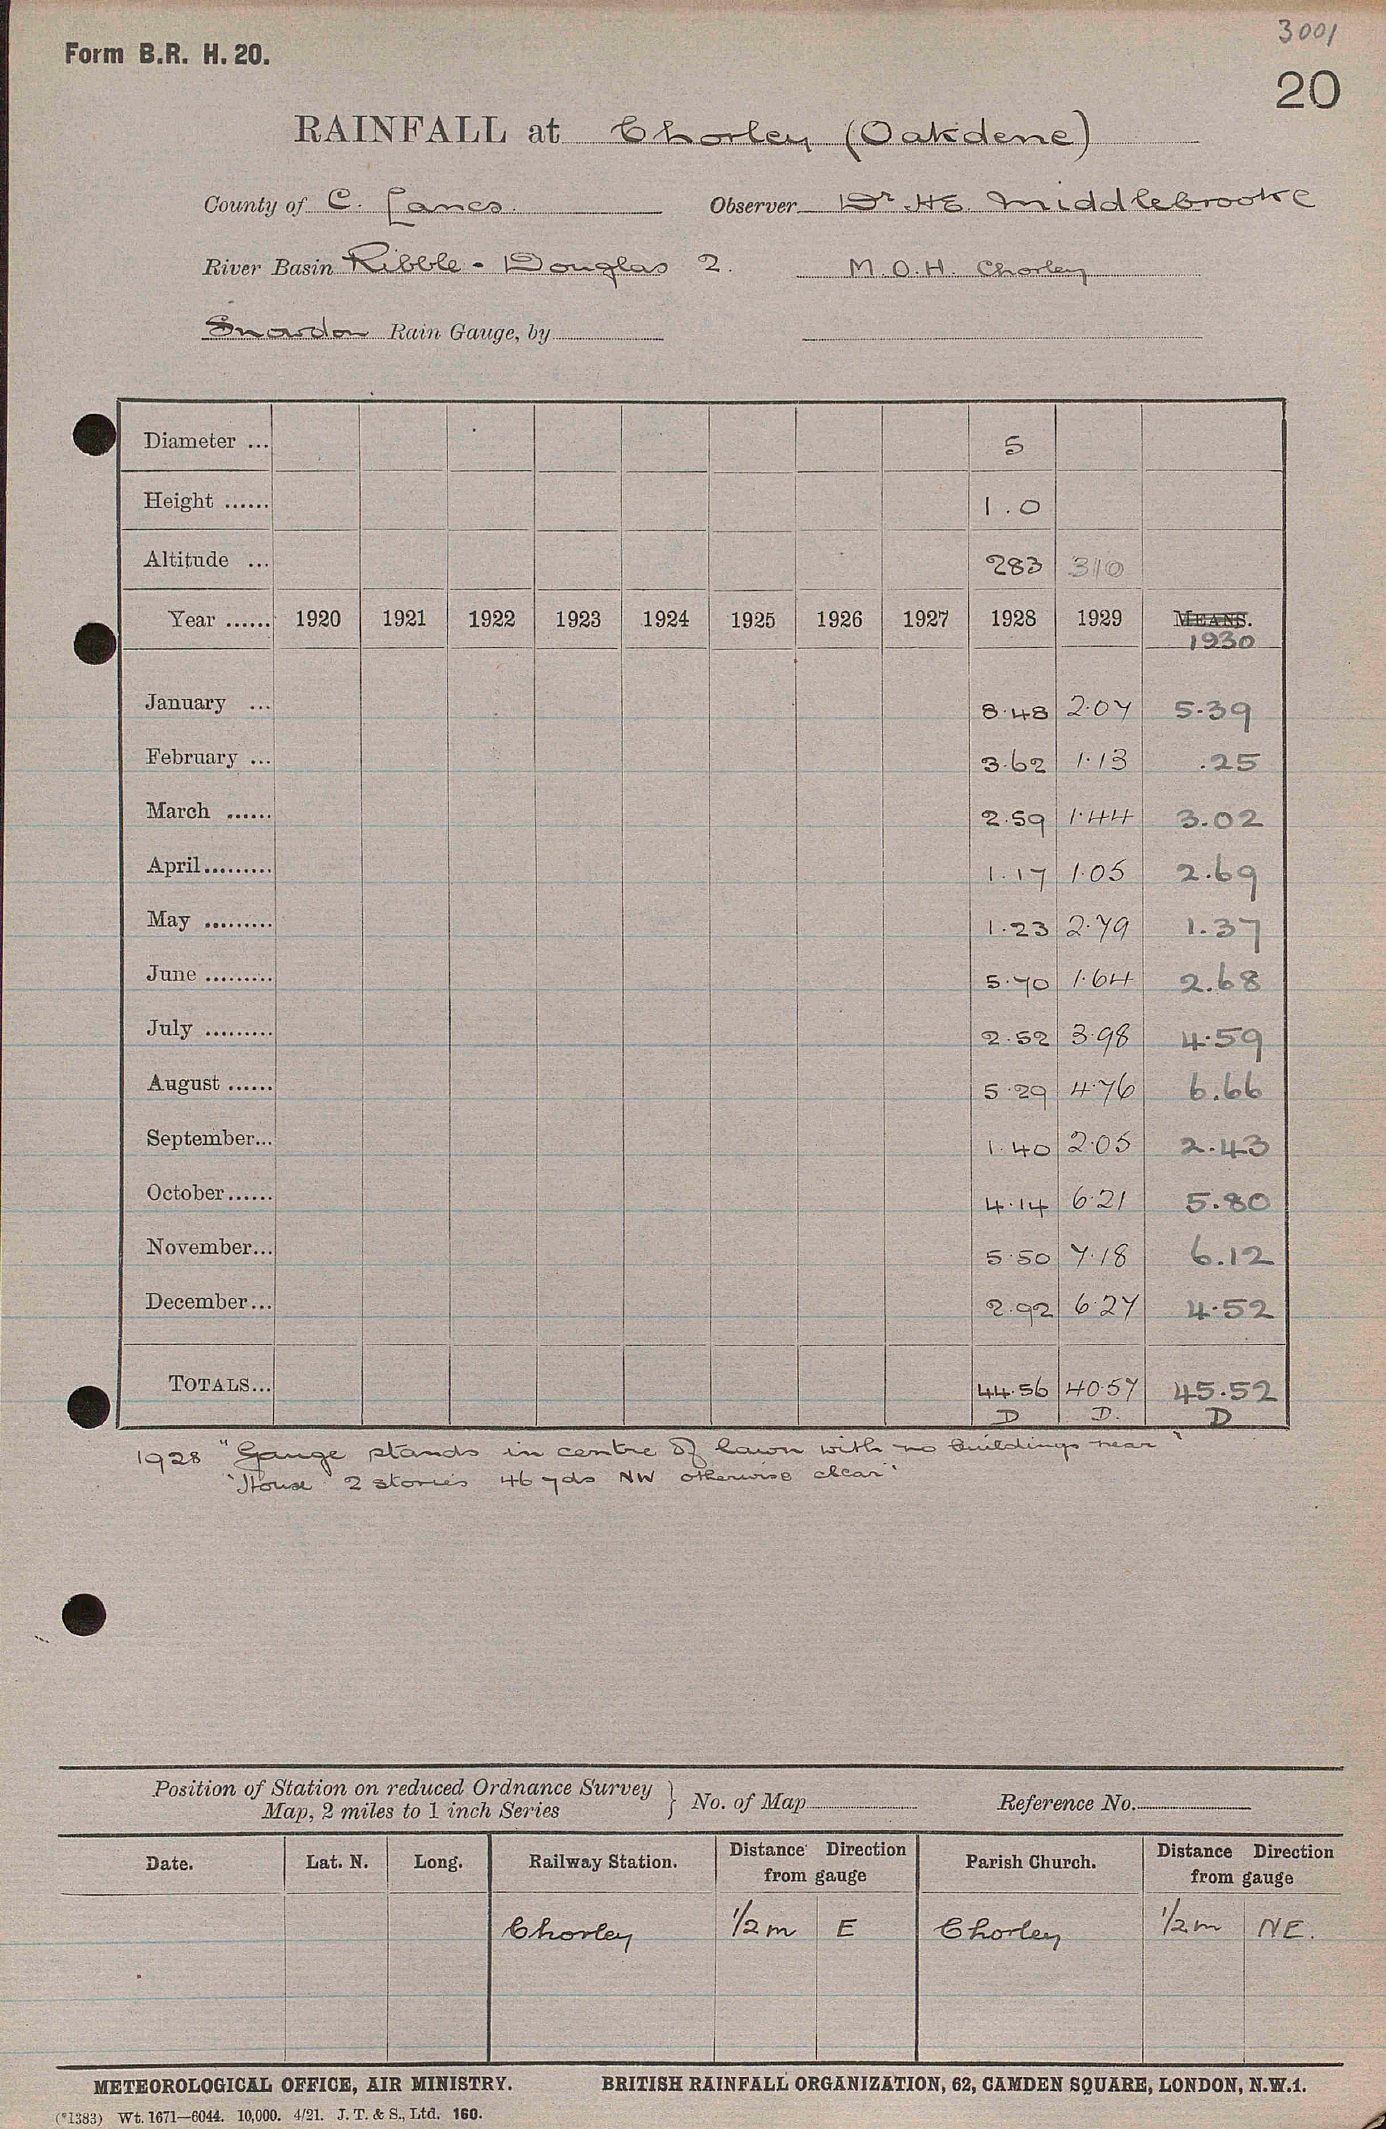 3001
Form B.R. H. 20.
20
RAINFALL at Chorley (Oakdene)
County of C. Lancs. Observer Dr. H.E. Middlebrooke
River Basin Ribble - Douglas 2. M.O.H. Chorley
Snowdon Rain Gauge, by
Diameter ... 5
Height ...... 1.0
Altitude ... 283 310
Year ...... 1920 1921 1922 1923 1924 1925 1926 1927 1928 1929 MEANS.
1930
January ... 8.48 2.07 5.39
February ... 3.62 1.13 .25
March ...... 2.59 1.44 3.02
April......... 1.17 1.05 2.69
May ......... 1.23 2.79 1.37
June ......... 5.70 1.64 2.68
July ......... 2.52 3.98 4.59
August ...... 5.29 4.76 6.66
September... 1.40 2.05 2.43
October...... 4.14 6.21 5.80
November... 5.50 7.18 6.12
December... 2.92 6.27 4.52
TOTALS... 44.56 40.57 45.52
D D. D
1928 "Gauge stands in centre of lawn with no buildings near"
"House 2 stories 46 yds NW otherwise clear"
Position of Station on reduced Ordnance Survey
Map, 2 miles to 1 inch Series } No. of Map Reference No.
Date. Lat. N. Long. Railway Station. Distance Direction from gauge Parish Church. Distance Direction from gauge
Chorley 1/2 m E Chorley 1/2 m NE.
METEOROLOGICAL OFFICE, AIR MINISTRY. BRITISH RAINFALL ORGANIZATION, 62, CAMDEN SQUARE, LONDON, N.W.1.
(*1383) Wt. 1671—6044. 10,000. 4/21. J. T. & S., Ltd. 160.